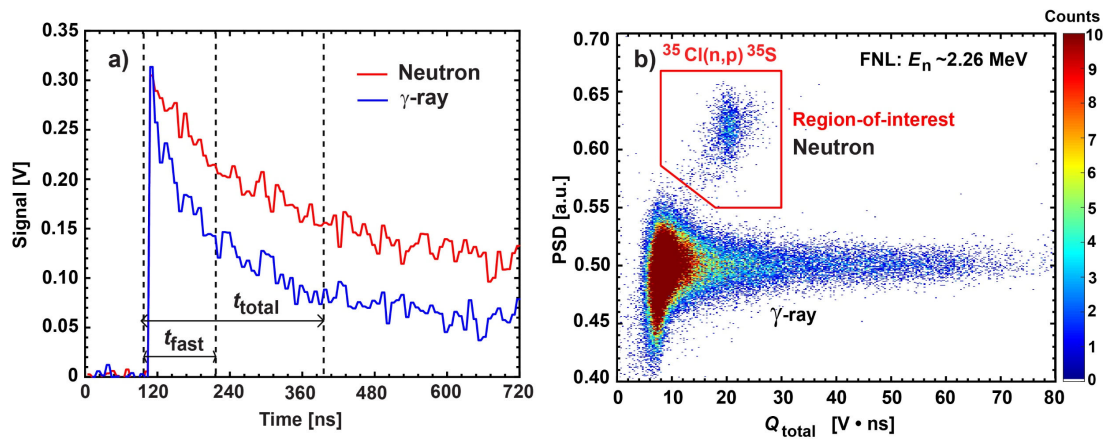 a)
Neutron
γ-ray
t_total
t_fast
Signal [V]
0.35
0.30
0.25
0.20
0.15
0.10
0.05
0
0 120 240 360 480 600 720
Time [ns]
b)
³⁵Cl(n,p)³⁵S
FNL: E_n ~2.26 MeV
Region-of-interest
Neutron
γ-ray
PSD [a.u.]
0.70
0.65
0.60
0.55
0.50
0.45
0.40
0 10 20 30 40 50 60 70 80
Q_total [V • ns]
Counts
10
9
8
7
6
5
4
3
2
1
0